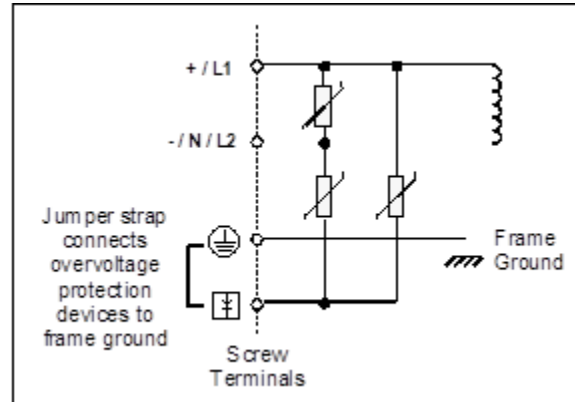 + / L1
- / N / L2
Jumper strap
connects
overvoltage
protection
devices to
frame ground
Frame
Ground
Screw
Terminals